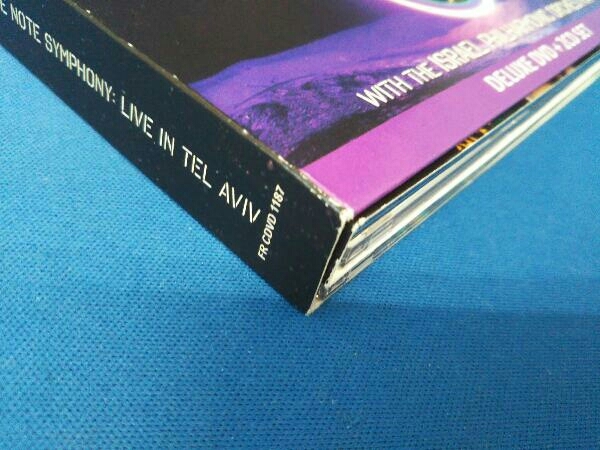 NOTE SYMPHONY: LIVE IN TEL AVIV
FR CDVD 1187
WITH THE ISRAEL
DELUXE DVD + 2CD SET